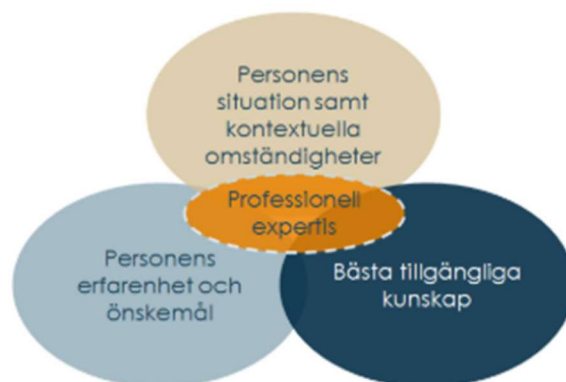 Personens
situation samt
kontextuella
omständigheter
Professionell
expertis
Personens
erfarenhet och
önskemål
Bästa tillgängliga
kunskap